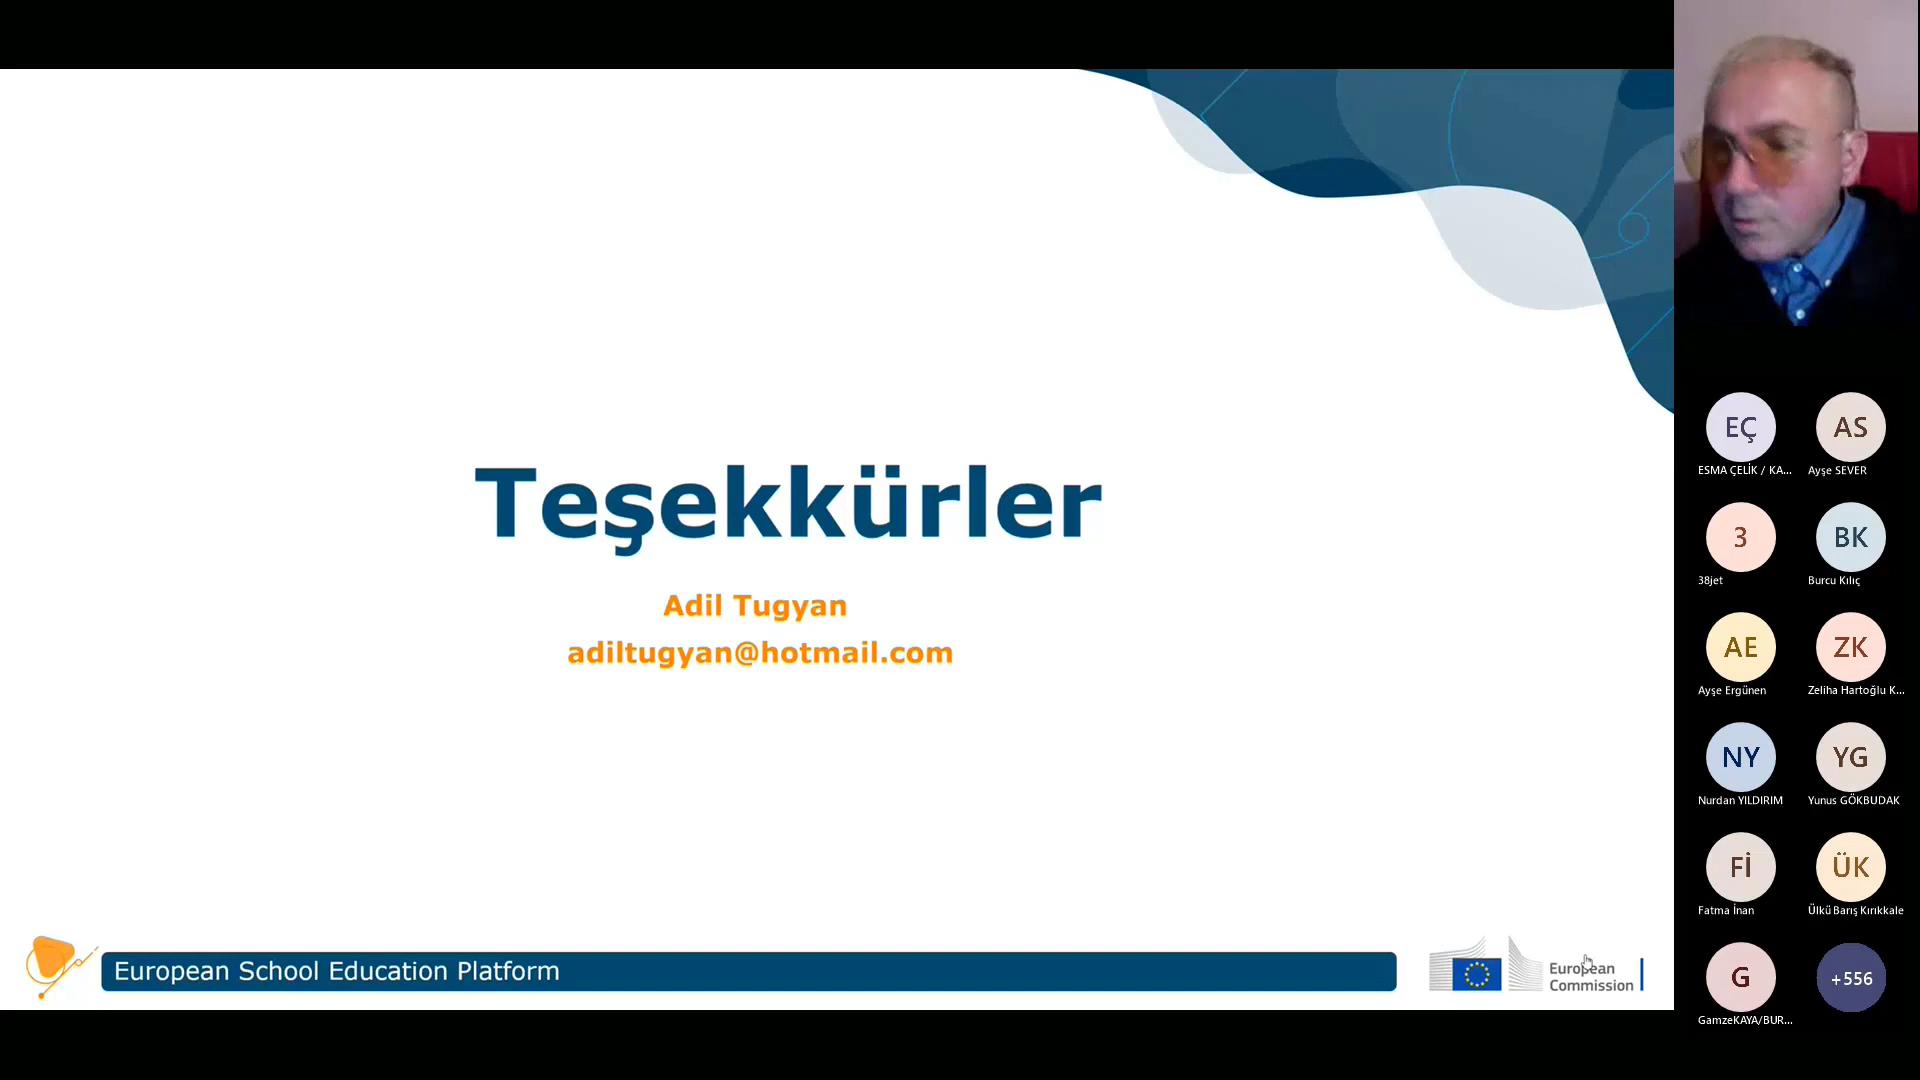 Teşekkürler
Adil Tugyan
adiltugyan@hotmail.com
European School Education Platform
European
Commission
EÇ
ESMA ÇELİK / KA...
AS
Ayşe SEVER
3
38jet
BK
Burcu Kılıç
AE
Ayşe Ergünen
ZK
Zeliha Hartoğlu K...
NY
Nurdan YILDIRIM
YG
Yunus GÖKBUDAK
Fİ
Fatma İnan
ÜK
Ülkü Barış Kırıkkale
G
GamzeKAYA/BUR...
+556